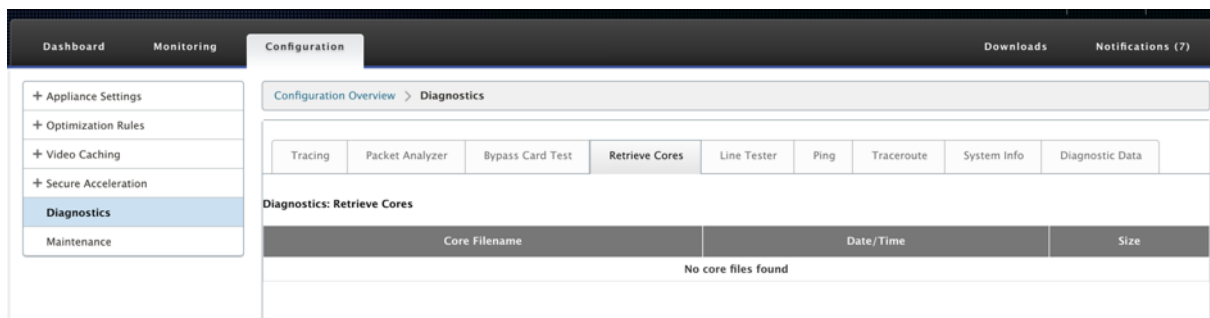 Dashboard Monitoring Configuration Downloads Notifications (7)
+ Appliance Settings
+ Optimization Rules
+ Video Caching
+ Secure Acceleration
Diagnostics
Maintenance
Configuration Overview > Diagnostics
Tracing Packet Analyzer Bypass Card Test Retrieve Cores Line Tester Ping Traceroute System Info Diagnostic Data
Diagnostics: Retrieve Cores
Core Filename Date/Time Size
No core files found